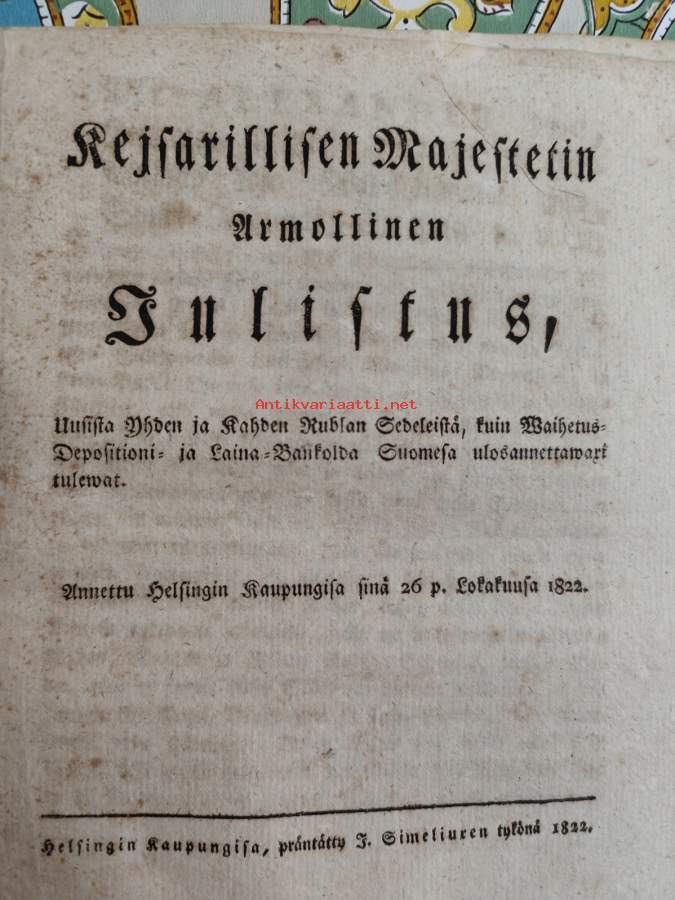 Kejsarillisen Majestetin
Armollinen
Julistus,
Antikvariaatti.net
Uusista Yhden ja Kahden Rublan Sedeleistä, kuin Waihetus-
Depositioni- ja Laina-Bankolda Suomesa ulosannettawaxi
tulewat.
Annettu Helsingin Kaupungisa sinä 26 p. Lokakuusa 1822.
Helsingin Kaupungisa, präntätty J. Simeliuxen tykönä 1822.